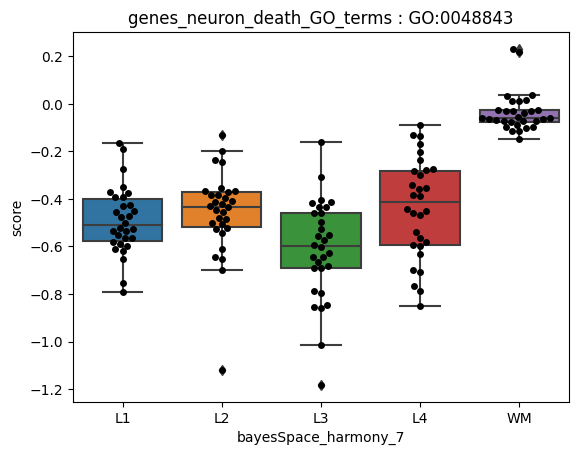 genes_neuron_death_GO_terms : GO:0048843
0.2
0.0
−0.2
−0.4
−0.6
−0.8
−1.0
−1.2
score
L1 L2 L3 L4 WM
bayesSpace_harmony_7